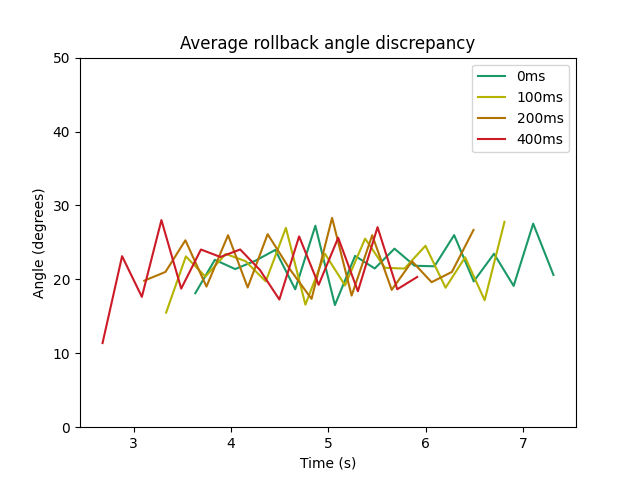 Average rollback angle discrepancy
50
40
30
20
10
0
Angle (degrees)
0ms
100ms
200ms
400ms
3 4 5 6 7
Time (s)